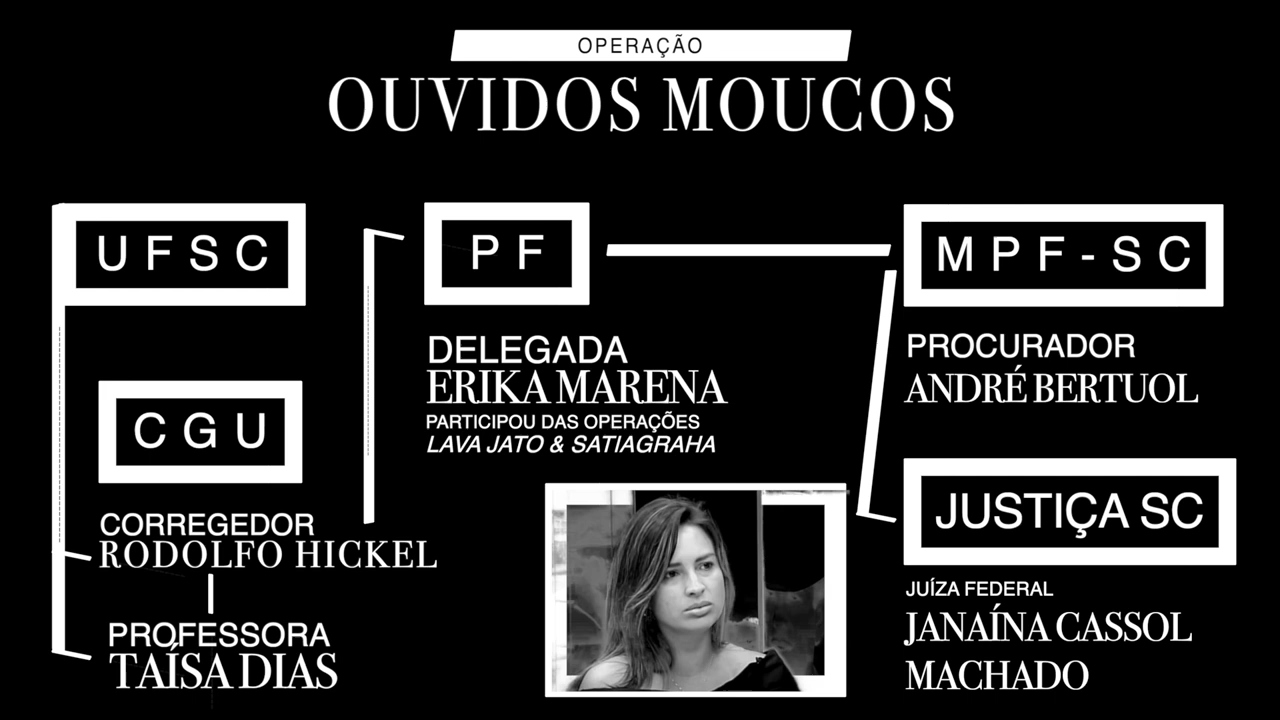 OPERAÇÃO
OUVIDOS MOUCOS
UFSC
CGU
CORREGEDOR
RODOLFO HICKEL
PROFESSORA
TAÍSA DIAS
PF
DELEGADA
ERIKA MARENA
PARTICIPOU DAS OPERAÇÕES
LAVA JATO & SATIAGRAHA
MPF-SC
PROCURADOR
ANDRÉ BERTUOL
JUSTIÇA SC
JUÍZA FEDERAL
JANAÍNA CASSOL
MACHADO